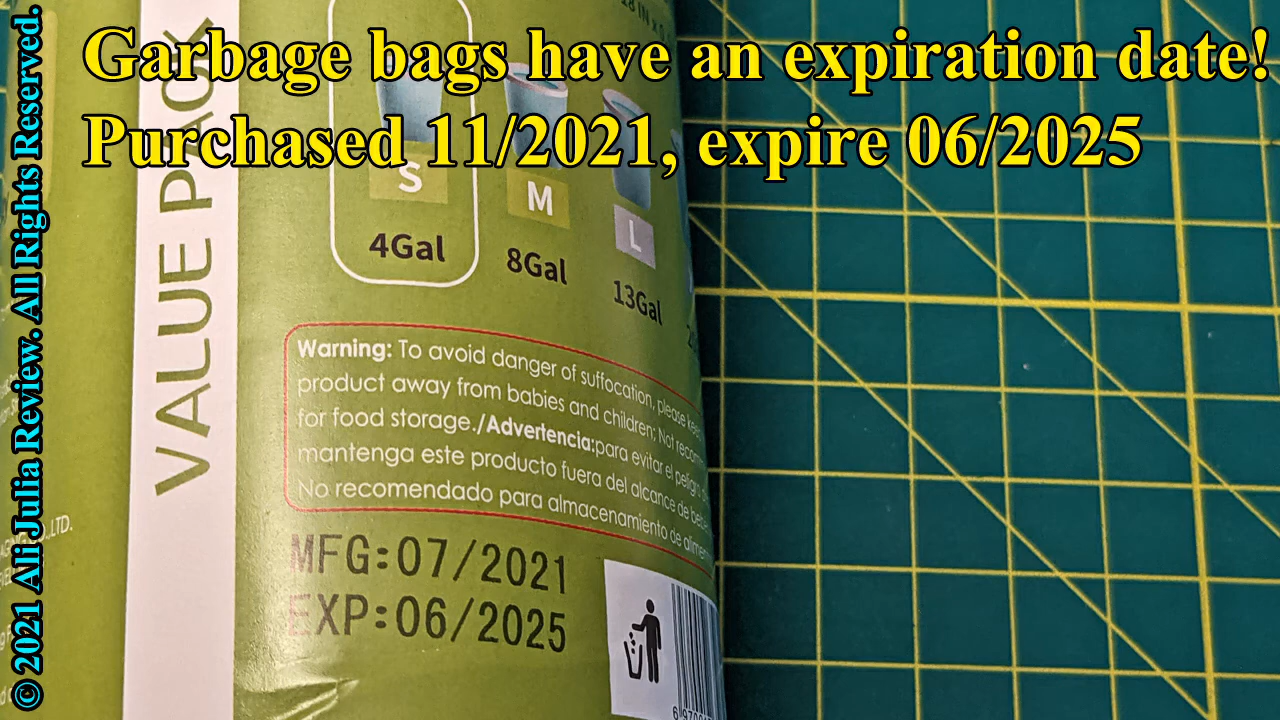 Garbage bags have an expiration date!
Purchased 11/2021, expire 06/2025
© 2021 Ali Julia Review. All Rights Reserved.
VALUE PACK
S
M
L
4Gal
8Gal
13Gal
Warning: To avoid danger of suffocation, please keep
product away from babies and children; Not
for food storage./Advertencia:para evitar el peligro
mantenga este producto fuera del alcance de
No recomendado para almacenamiento de
MFG:07/2021
EXP:06/2025
LTD.